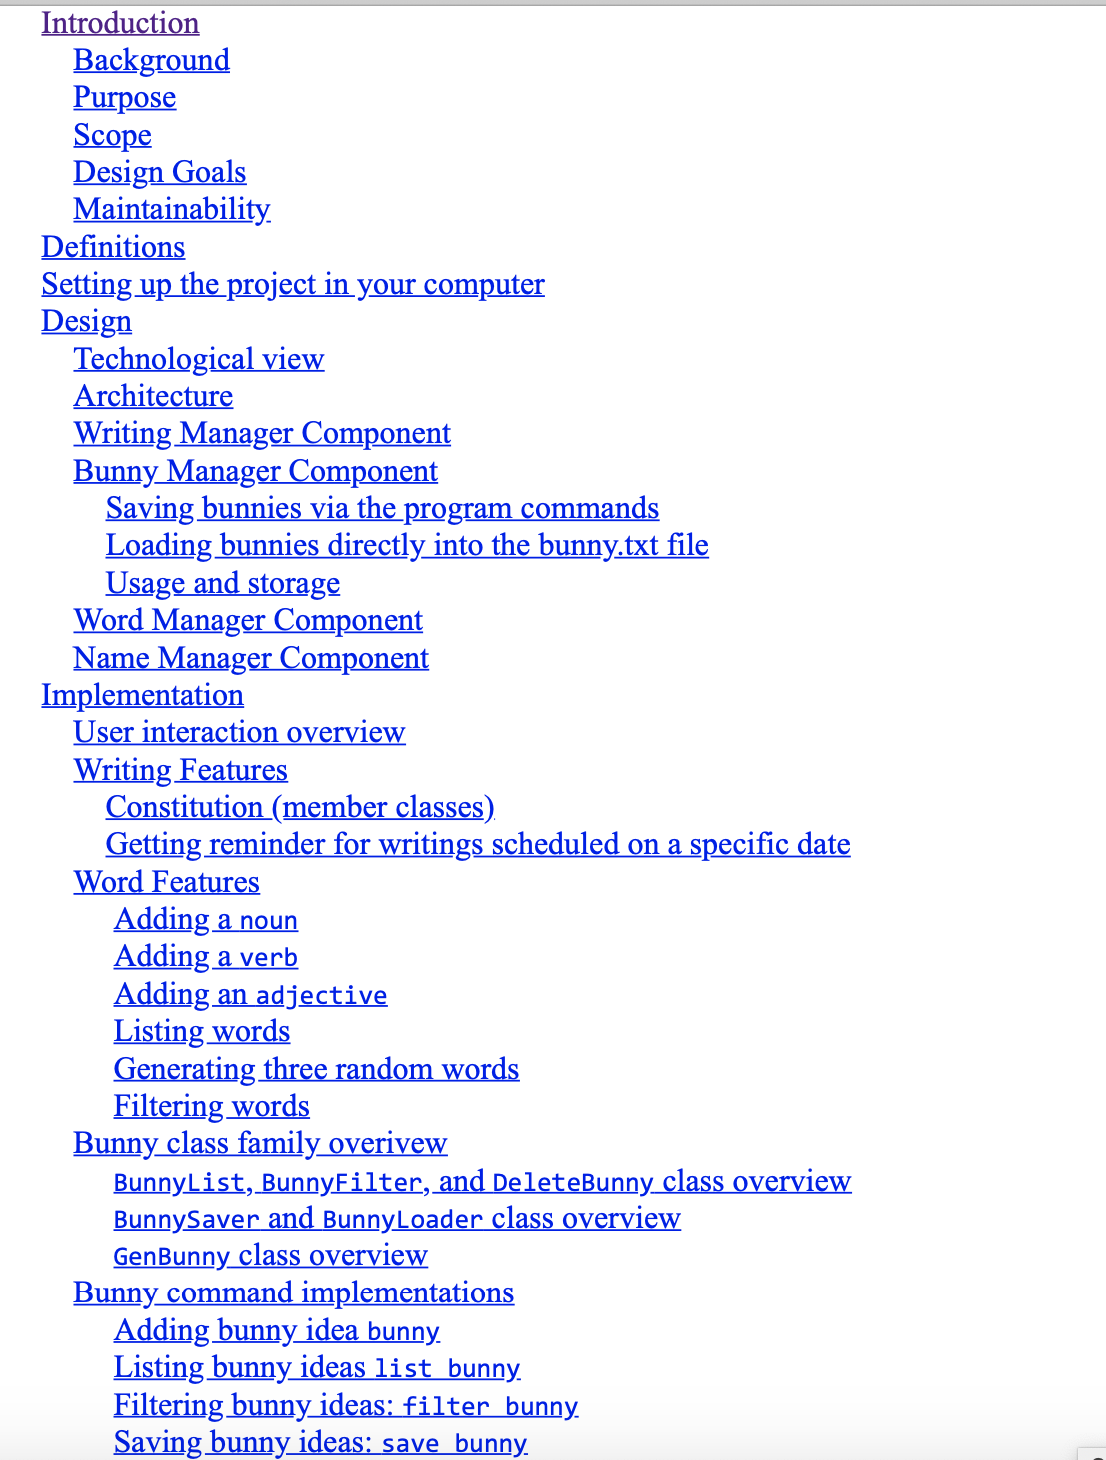 Introduction
Background
Purpose
Scope
Design Goals
Maintainability
Definitions
Setting up the project in your computer
Design
Technological view
Architecture
Writing Manager Component
Bunny Manager Component
Saving bunnies via the program commands
Loading bunnies directly into the bunny.txt file
Usage and storage
Word Manager Component
Name Manager Component
Implementation
User interaction overview
Writing Features
Constitution (member classes)
Getting reminder for writings scheduled on a specific date
Word Features
Adding a noun
Adding a verb
Adding an adjective
Listing words
Generating three random words
Filtering words
Bunny class family overivew
BunnyList, BunnyFilter, and DeleteBunny class overview
BunnySaver and BunnyLoader class overview
GenBunny class overview
Bunny command implementations
Adding bunny idea bunny
Listing bunny ideas list bunny
Filtering bunny ideas: filter bunny
Saving bunny ideas: save bunny